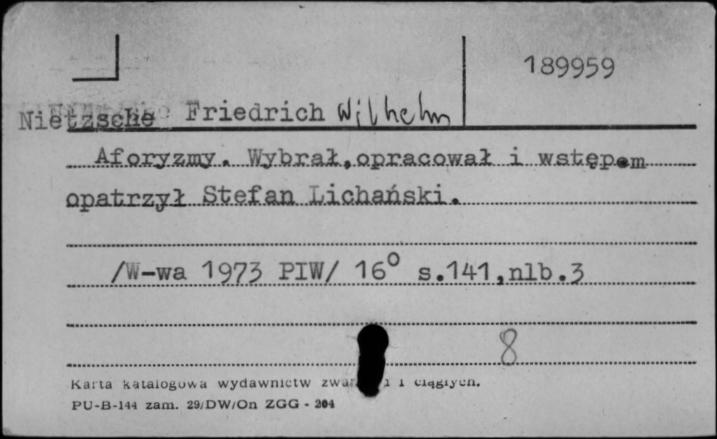 189959
Nietzsche Friedrich Wilhelm
Aforyzmy. Wybrał,opracował i wstępem
opatrzył Stefan Lichański.
/W-wa 1973 PIW/ 16° s.141,nlb.3
8
Karta katalogowa wydawnictw i ciągłych.
PU-B-144 zam. 29/DW/On ZGG - 204